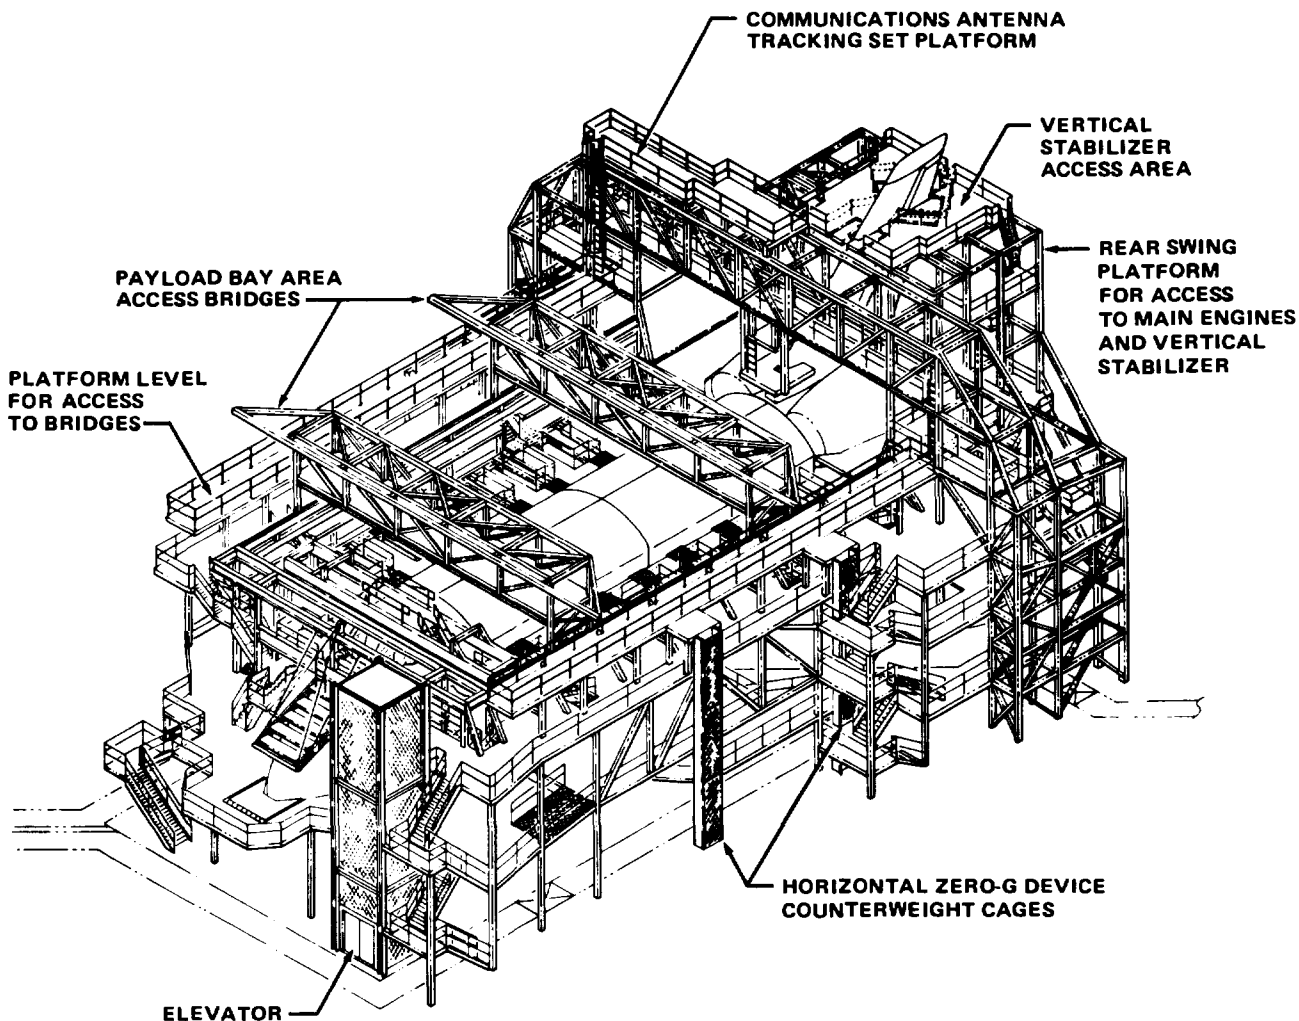 COMMUNICATIONS ANTENNA
TRACKING SET PLATFORM
VERTICAL
STABILIZER
ACCESS AREA
REAR SWING
PLATFORM
FOR ACCESS
TO MAIN ENGINES
AND VERTICAL
STABILIZER
PAYLOAD BAY AREA
ACCESS BRIDGES
PLATFORM LEVEL
FOR ACCESS
TO BRIDGES
HORIZONTAL ZERO-G DEVICE
COUNTERWEIGHT CAGES
ELEVATOR